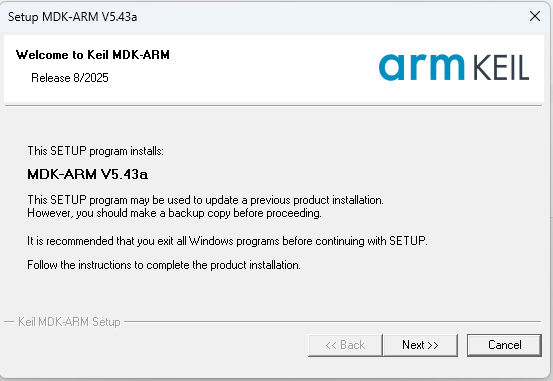 Setup MDK-ARM V5.43a
Welcome to Keil MDK-ARM
Release 8/2025
arm KEIL
This SETUP program installs:
MDK-ARM V5.43a
This SETUP program may be used to update a previous product installation.
However, you should make a backup copy before proceeding.
It is recommended that you exit all Windows programs before continuing with SETUP.
Follow the instructions to complete the product installation.
Keil MDK-ARM Setup
<< Back
Next >>
Cancel